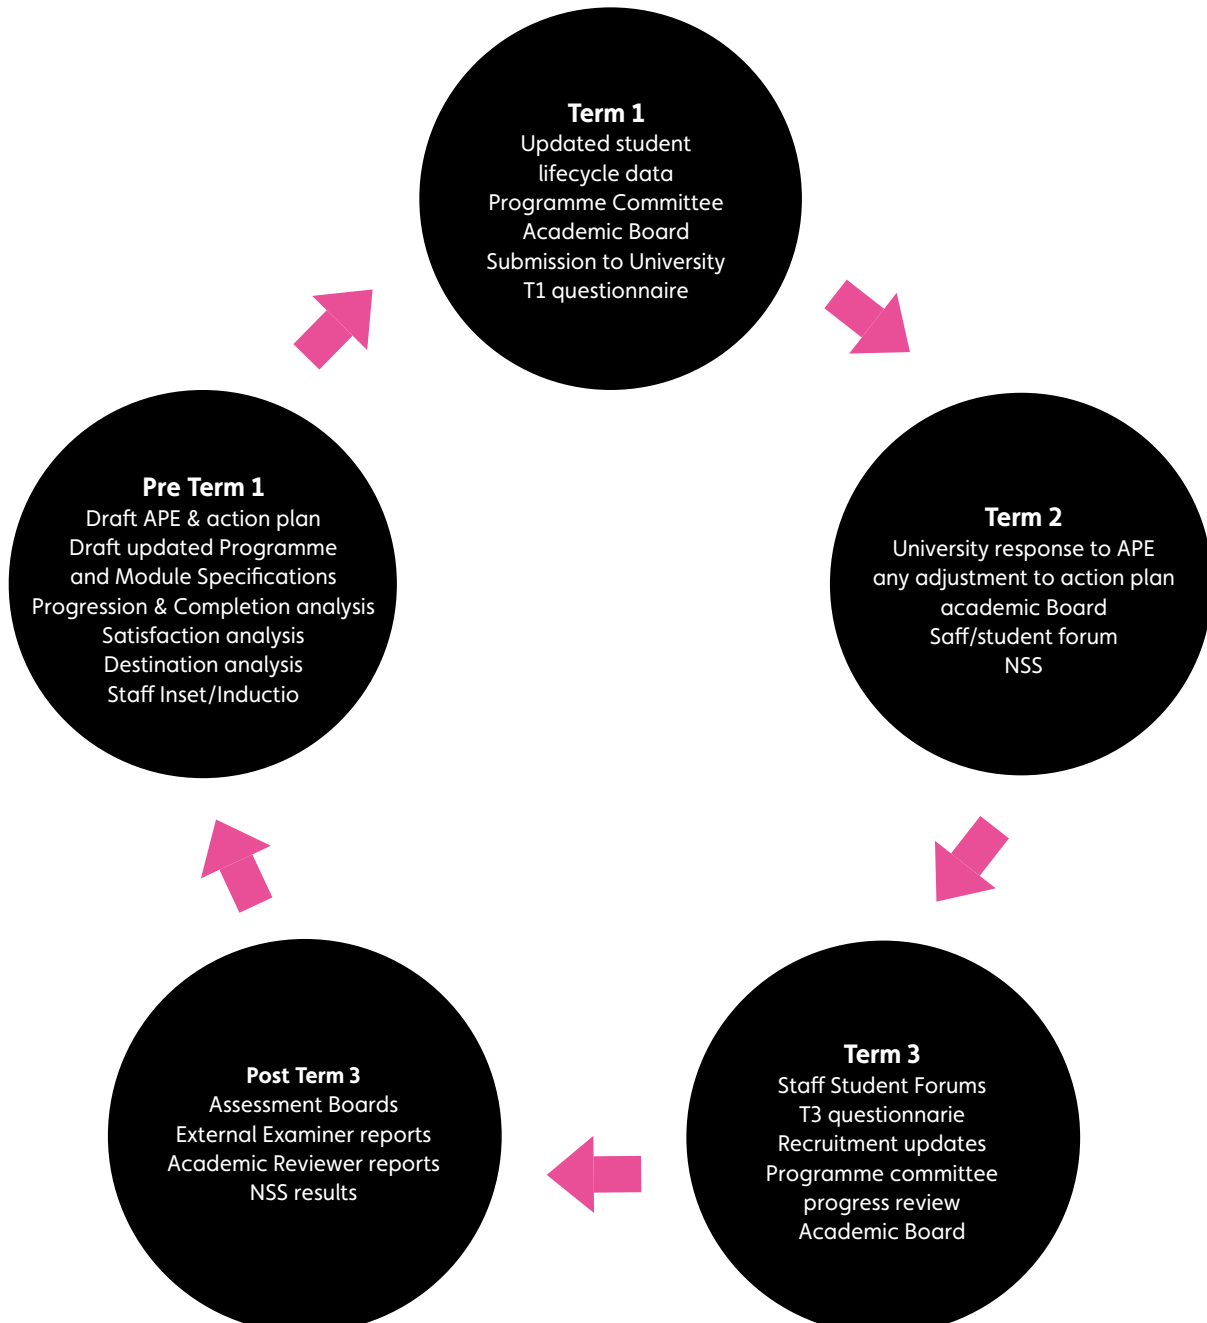 Term 1
Updated student
lifecycle data
Programme Committee
Academic Board
Submission to University
T1 questionnaire
Term 2
University response to APE
any adjustment to action plan
academic Board
Saff/student forum
NSS
Term 3
Staff Student Forums
T3 questionnarie
Recruitment updates
Programme committee
progress review
Academic Board
Post Term 3
Assessment Boards
External Examiner reports
Academic Reviewer reports
NSS results
Pre Term 1
Draft APE & action plan
Draft updated Programme
and Module Specifications
Progression & Completion analysis
Satisfaction analysis
Destination analysis
Staff Inset/Inductio